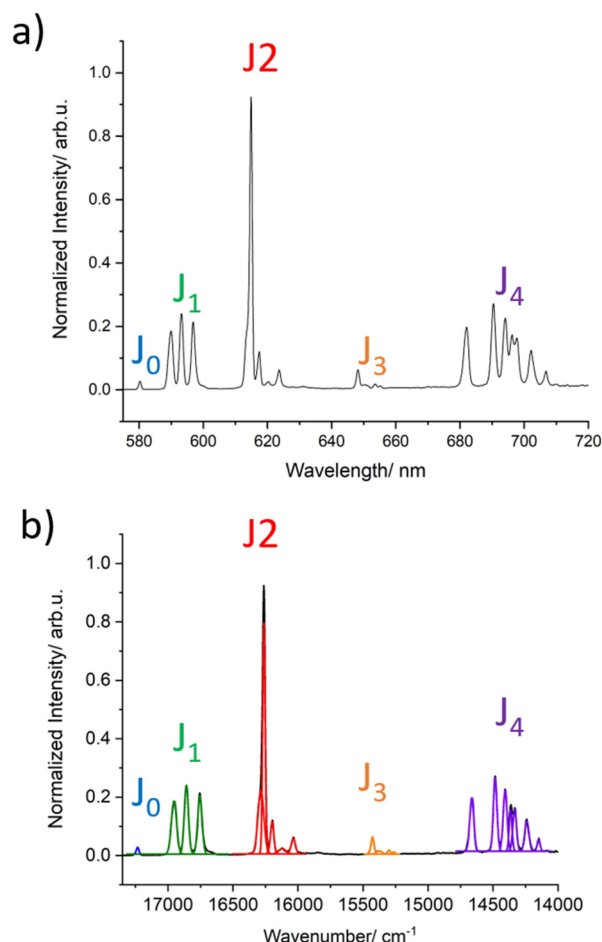 a)
J2
Normalized Intensity/ arb.u.
1.0
0.8
0.6
0.4
0.2
0.0
J0
J1
J3
J4
580 600 620 640 660 680 700 720
Wavelength/ nm
b)
J2
Normalized Intensity/ arb.u.
1.0
0.8
0.6
0.4
0.2
0.0
J0
J1
J3
J4
17000 16500 16000 15500 15000 14500 14000
Wavenumber/ cm⁻¹